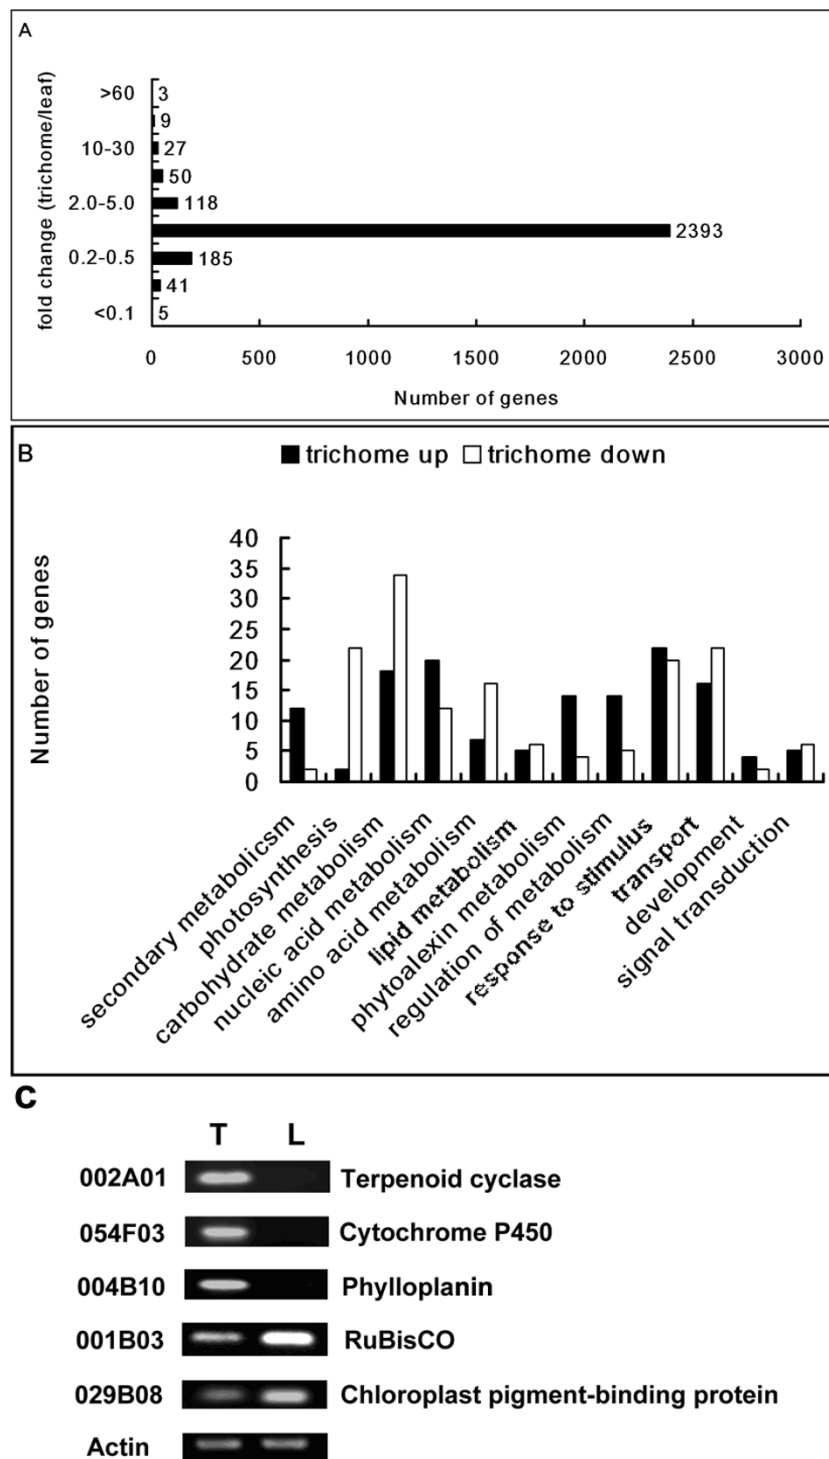 A
fold change (trichome/leaf)
>60
3
9
10-30
27
50
2.0-5.0
118
2393
0.2-0.5
185
41
<0.1
5
0 500 1000 1500 2000 2500 3000
Number of genes
B
trichome up trichome down
Number of genes
40
35
30
25
20
15
10
5
0
secondary metabolicsm
photosynthesis
carbohydrate metabolism
nucleic acid metabolism
amino acid metabolism
lipid metabolism
phytoalexin metabolism
regulation of metabolism
response to stimulus
transport
development
signal transduction
C
T L
002A01 Terpenoid cyclase
054F03 Cytochrome P450
004B10 Phylloplanin
001B03 RuBisCO
029B08 Chloroplast pigment-binding protein
Actin